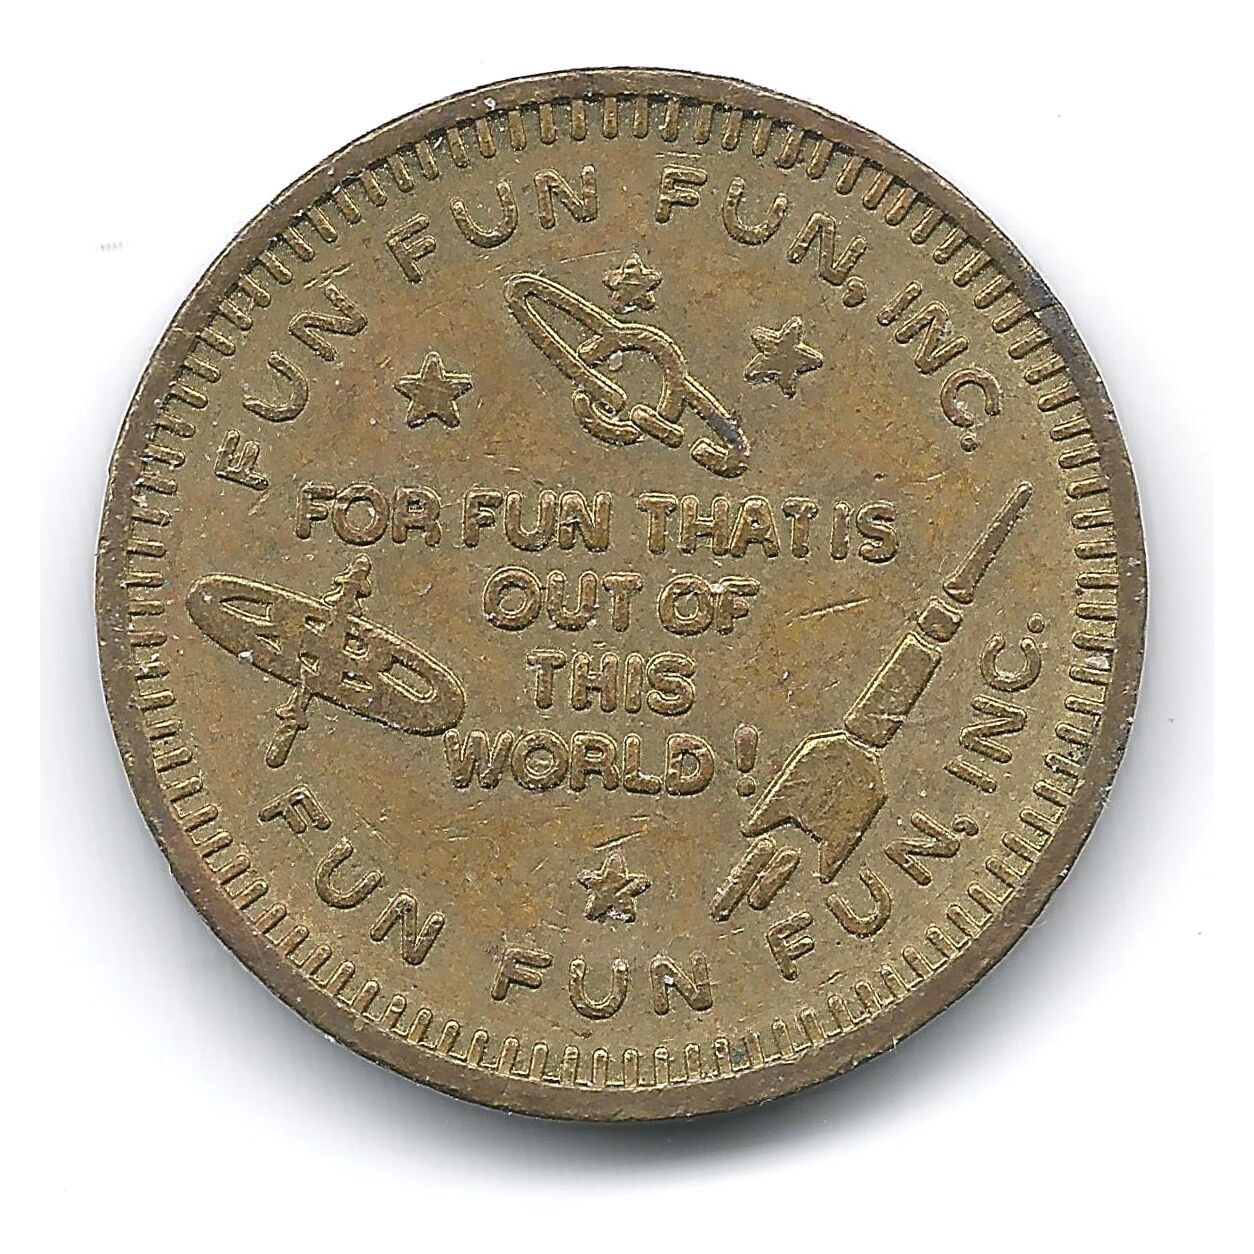 FUN FUN FUN, INC.
FOR FUN THAT IS
OUT OF
THIS
WORLD!
FUN FUN FUN, INC.